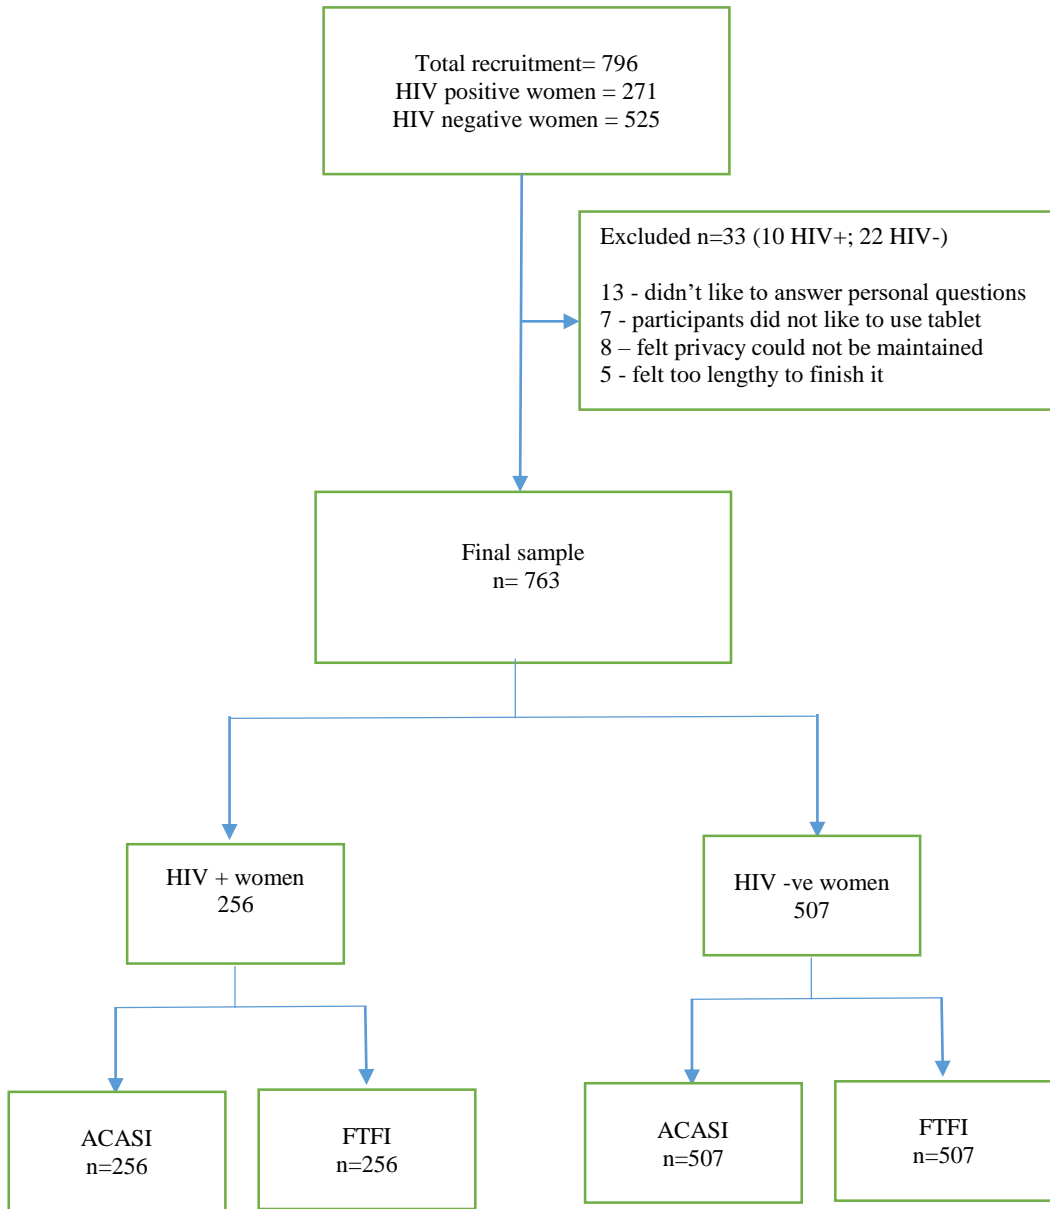 Total recruitment= 796
HIV positive women = 271
HIV negative women = 525
Excluded n=33 (10 HIV+; 22 HIV-)
13 - didn’t like to answer personal questions
7 - participants did not like to use tablet
8 – felt privacy could not be maintained
5 - felt too lengthy to finish it
Final sample
n= 763
HIV + women
256
HIV -ve women
507
ACASI
n=256
FTFI
n=256
ACASI
n=507
FTFI
n=507